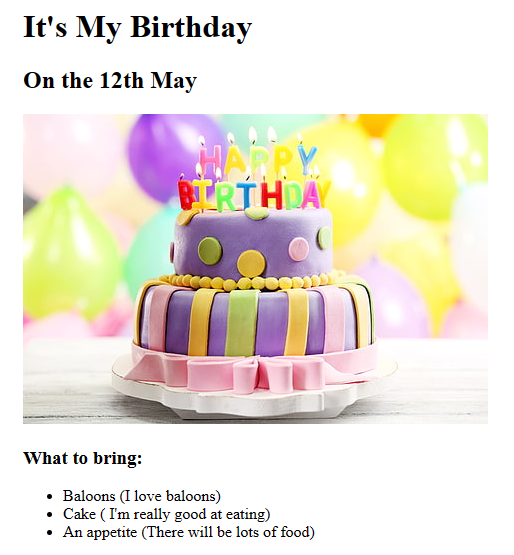 It's My Birthday
On the 12th May
HAPPY
BIRTHDAY
What to bring:
Baloons (I love baloons)
Cake ( I'm really good at eating)
An appetite (There will be lots of food)